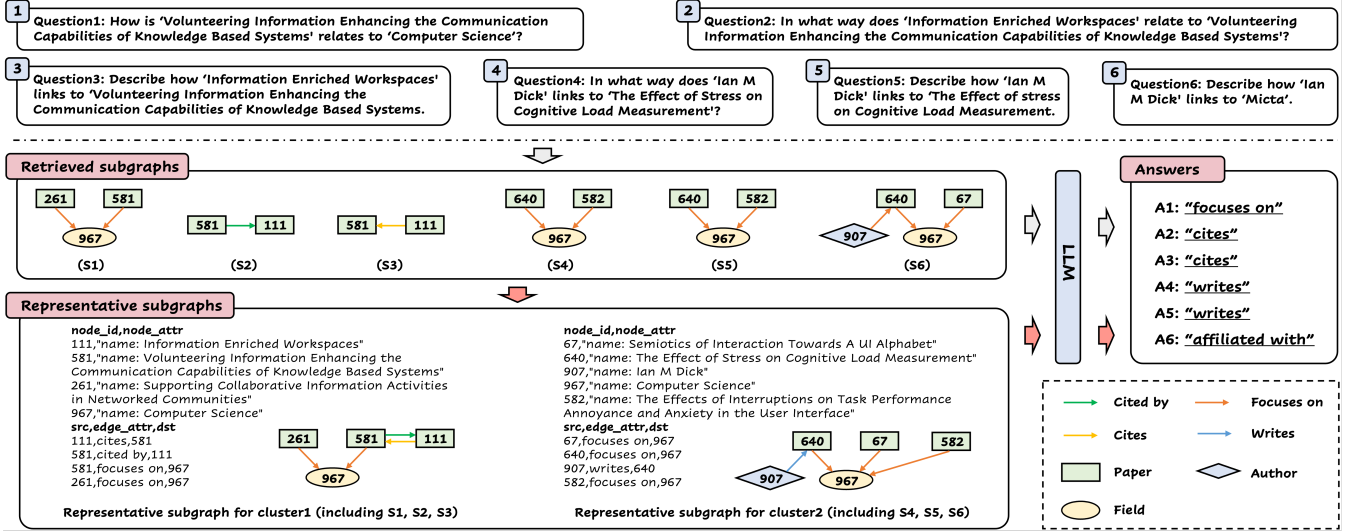 1
Question1: How is ‘Volunteering Information Enhancing the Communication
Capabilities of Knowledge Based Systems' relates to ‘Computer Science’?
2
Question2: In what way does ‘Information Enriched Workspaces' relate to ‘Volunteering
Information Enhancing the Communication Capabilities of Knowledge Based Systems'?
3
Question3: Describe how ‘Information Enriched Workspaces'
links to ‘Volunteering Information Enhancing the
Communication Capabilities of Knowledge Based Systems.
4
Question4: In what way does ‘Ian M
Dick' links to ‘The Effect of Stress on
Cognitive Load Measurement'?
5
Question5: Describe how ‘Ian M
Dick' links to ‘The Effect of stress
on Cognitive Load Measurement.
6
Question6: Describe how ‘Ian
M Dick' links to ‘Micta’.
Retrieved subgraphs
261 581
967
(S1)
581 111
(S2)
581 111
(S3)
640 582
967
(S4)
640 582
967
(S5)
640 67
907 967
(S6)
LLM
Answers
A1: “focuses on”
A2: “cites”
A3: “cites”
A4: “writes”
A5: “writes”
A6: “affiliated with”
Representative subgraphs
node_id,node_attr
111,"name: Information Enriched Workspaces"
581,"name: Volunteering Information Enhancing the
Communication Capabilities of Knowledge Based Systems"
261,"name: Supporting Collaborative Information Activities
in Networked Communities"
967,"name: Computer Science"
src,edge_attr,dst
111,cites,581
581,cited by,111
581,focuses on,967
261,focuses on,967
261 581 111
967
Representative subgraph for cluster1 (including S1, S2, S3)
node_id,node_attr
67,"name: Semiotics of Interaction Towards A UI Alphabet"
640,"name: The Effect of Stress on Cognitive Load Measurement"
907,"name: Ian M Dick"
967,"name: Computer Science"
582,"name: The Effects of Interruptions on Task Performance
Annoyance and Anxiety in the User Interface"
src,edge_attr,dst
67,focuses on,967
640,focuses on,967
907,writes,640
582,focuses on,967
640 67 582
907 967
Representative subgraph for cluster2 (including S4, S5, S6)
Cited by Focuses on
Cites Writes
Paper Author
Field